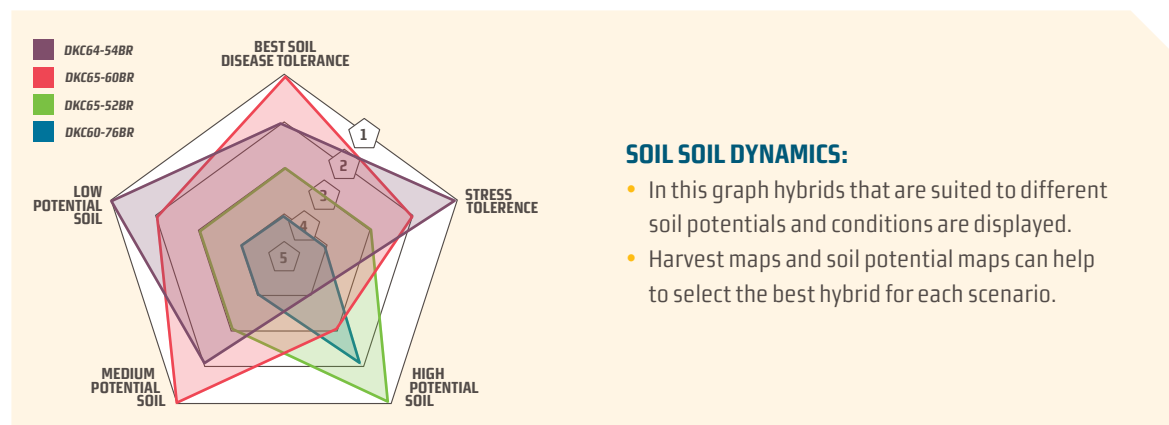 DKC64-54BR
DKC65-60BR
DKC65-52BR
DKC60-76BR
BEST SOIL
DISEASE TOLERANCE
1
2
3
4
5
STRESS
TOLERENCE
HIGH
POTENTIAL
SOIL
MEDIUM
POTENTIAL
SOIL
LOW
POTENTIAL
SOIL
SOIL SOIL DYNAMICS:
• In this graph hybrids that are suited to different
soil potentials and conditions are displayed.
• Harvest maps and soil potential maps can help
to select the best hybrid for each scenario.